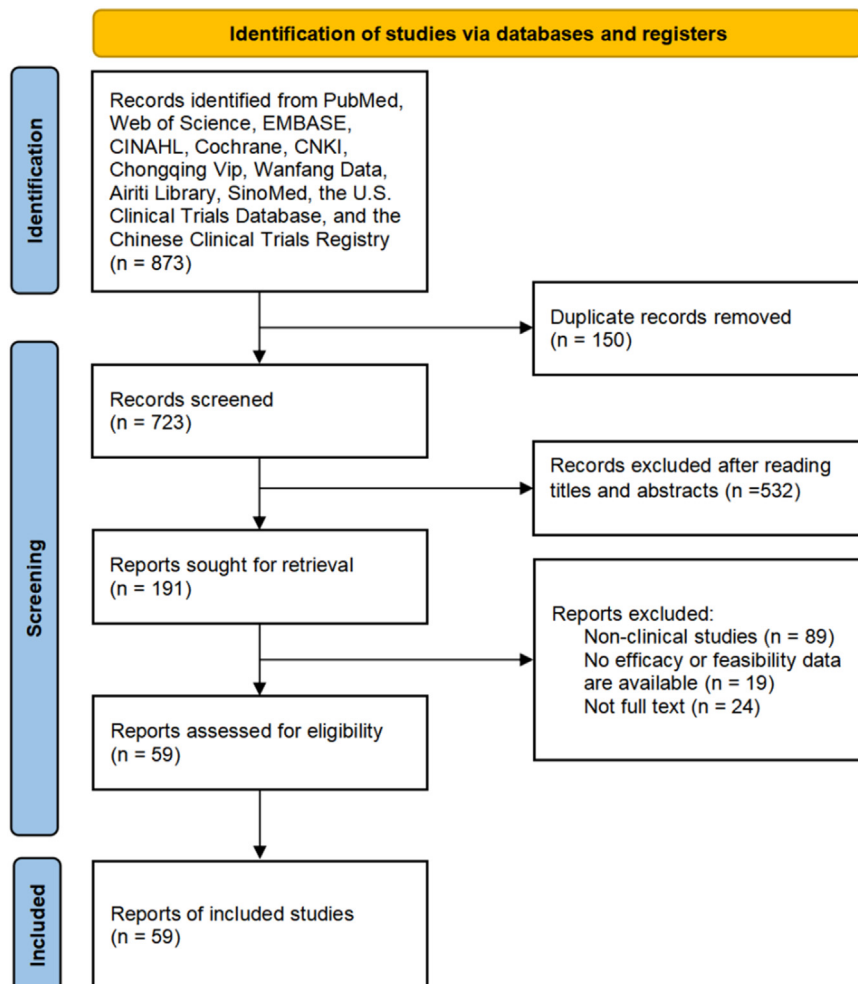 Identification of studies via databases and registers
Identification
Records identified from PubMed,
Web of Science, EMBASE,
CINAHL, Cochrane, CNKI,
Chongqing Vip, Wanfang Data,
Airiti Library, SinoMed, the U.S.
Clinical Trials Database, and the
Chinese Clinical Trials Registry
(n = 873)
Duplicate records removed
(n = 150)
Screening
Records screened
(n = 723)
Records excluded after reading
titles and abstracts (n =532)
Reports sought for retrieval
(n = 191)
Reports excluded:
Non-clinical studies (n = 89)
No efficacy or feasibility data
are available (n = 19)
Not full text (n = 24)
Reports assessed for eligibility
(n = 59)
Included
Reports of included studies
(n = 59)